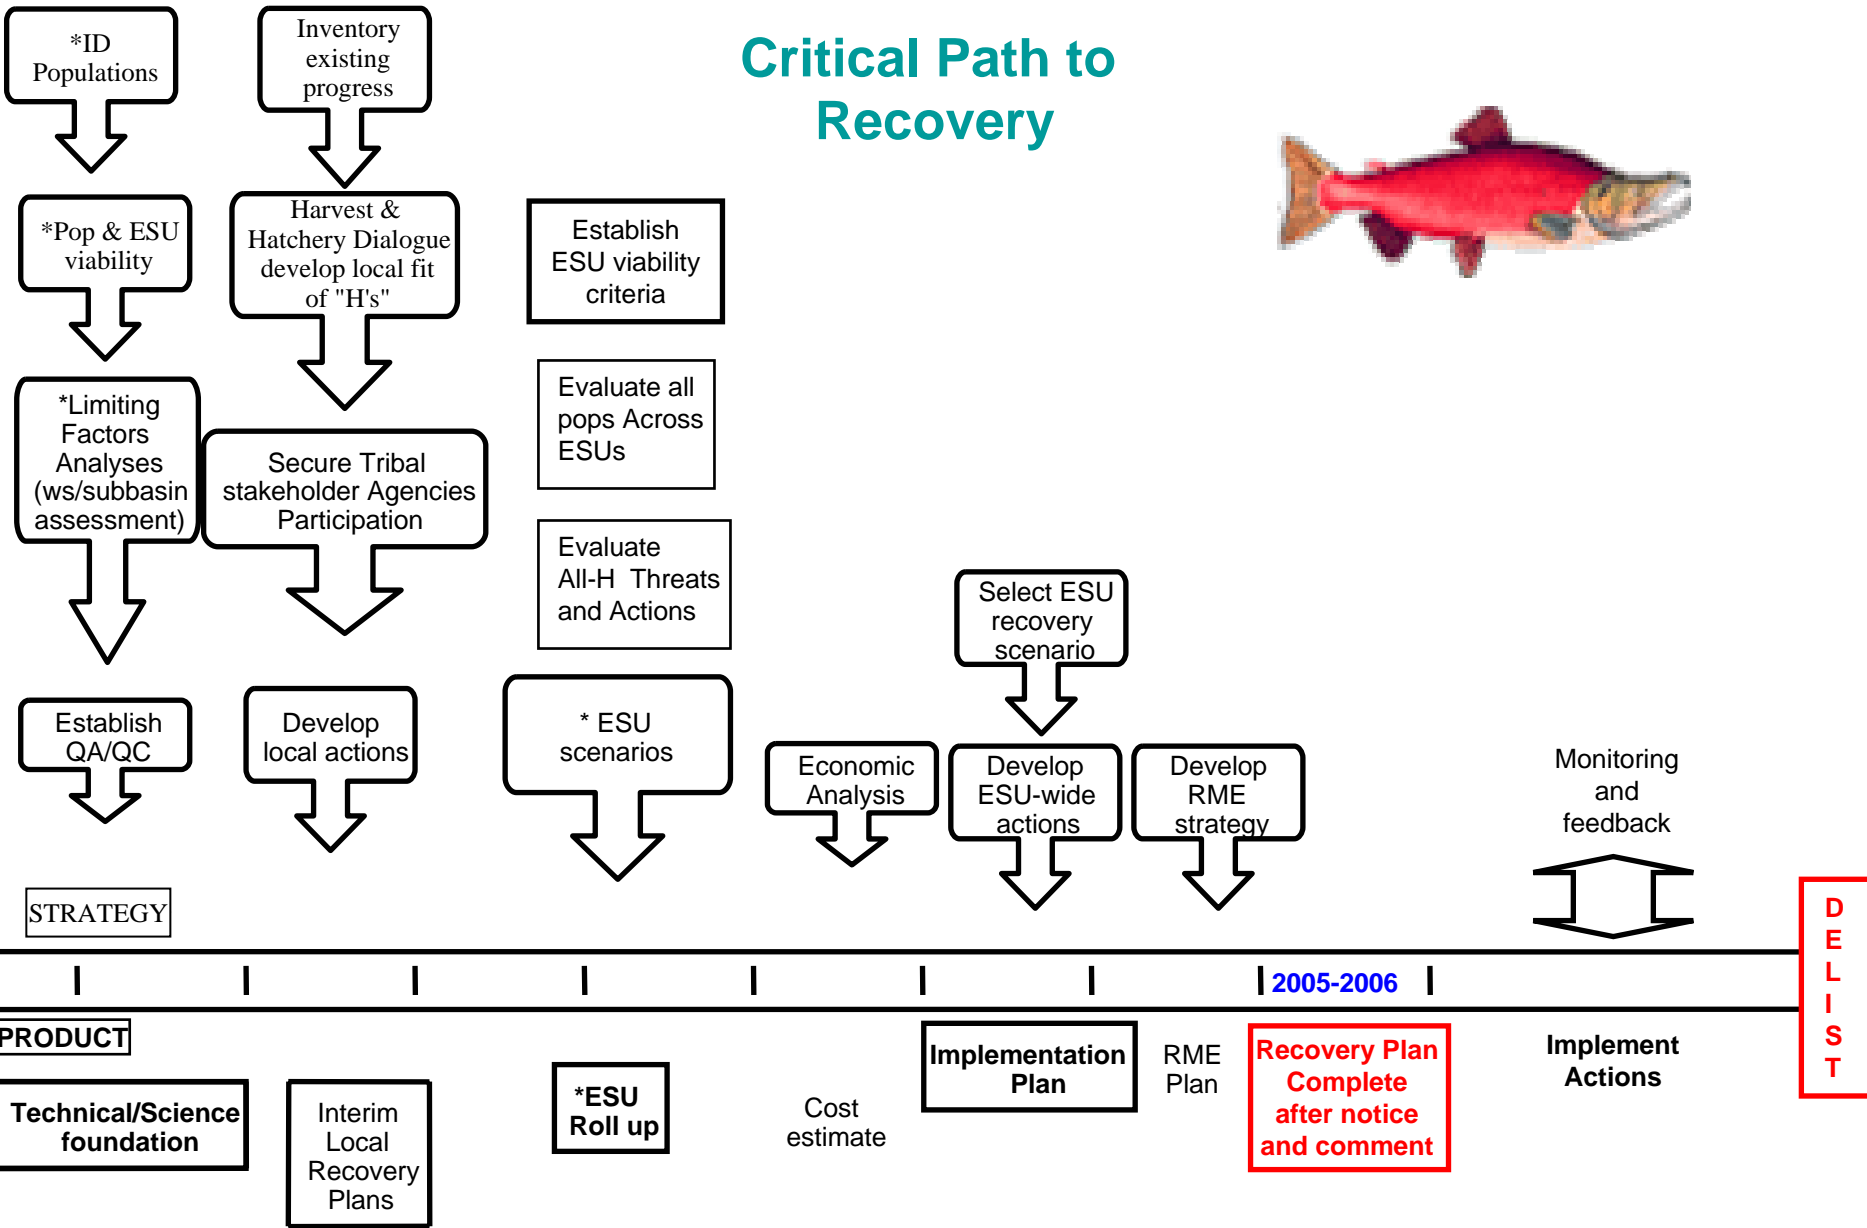 Critical Path to
Recovery
*ID
Populations
*Pop & ESU
viability
*Limiting
Factors
Analyses
(ws/subbasin
assessment)
Establish
QA/QC
Inventory
existing
progress
Harvest &
Hatchery Dialogue
develop local fit
of "H's"
Secure Tribal
stakeholder Agencies
Participation
Develop
local actions
Establish
ESU viability
criteria
Evaluate all
pops Across
ESUs
Evaluate
All-H Threats
and Actions
* ESU
scenarios
Economic
Analysis
Select ESU
recovery
scenario
Develop
ESU-wide
actions
Develop
RME
strategy
Monitoring
and
feedback
STRATEGY
2005-2006
D
E
L
I
S
T
PRODUCT
Technical/Science
foundation
Interim
Local
Recovery
Plans
*ESU
Roll up
Cost
estimate
Implementation
Plan
RME
Plan
Recovery Plan
Complete
after notice
and comment
Implement
Actions